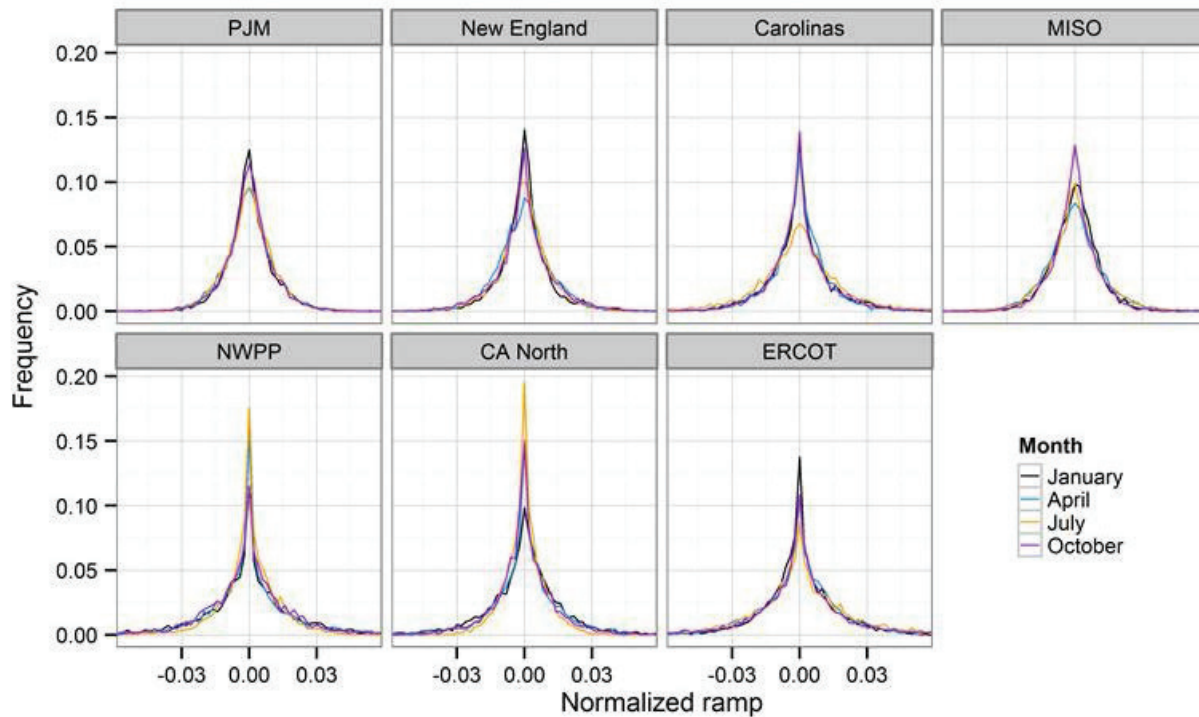 PJM
New England
Carolinas
MISO
0.20
0.15
0.10
0.05
0.00
NWPP
CA North
ERCOT
0.20
0.15
0.10
0.05
0.00
Frequency
-0.03 0.00 0.03
-0.03 0.00 0.03
-0.03 0.00 0.03
Normalized ramp
Month
January
April
July
October